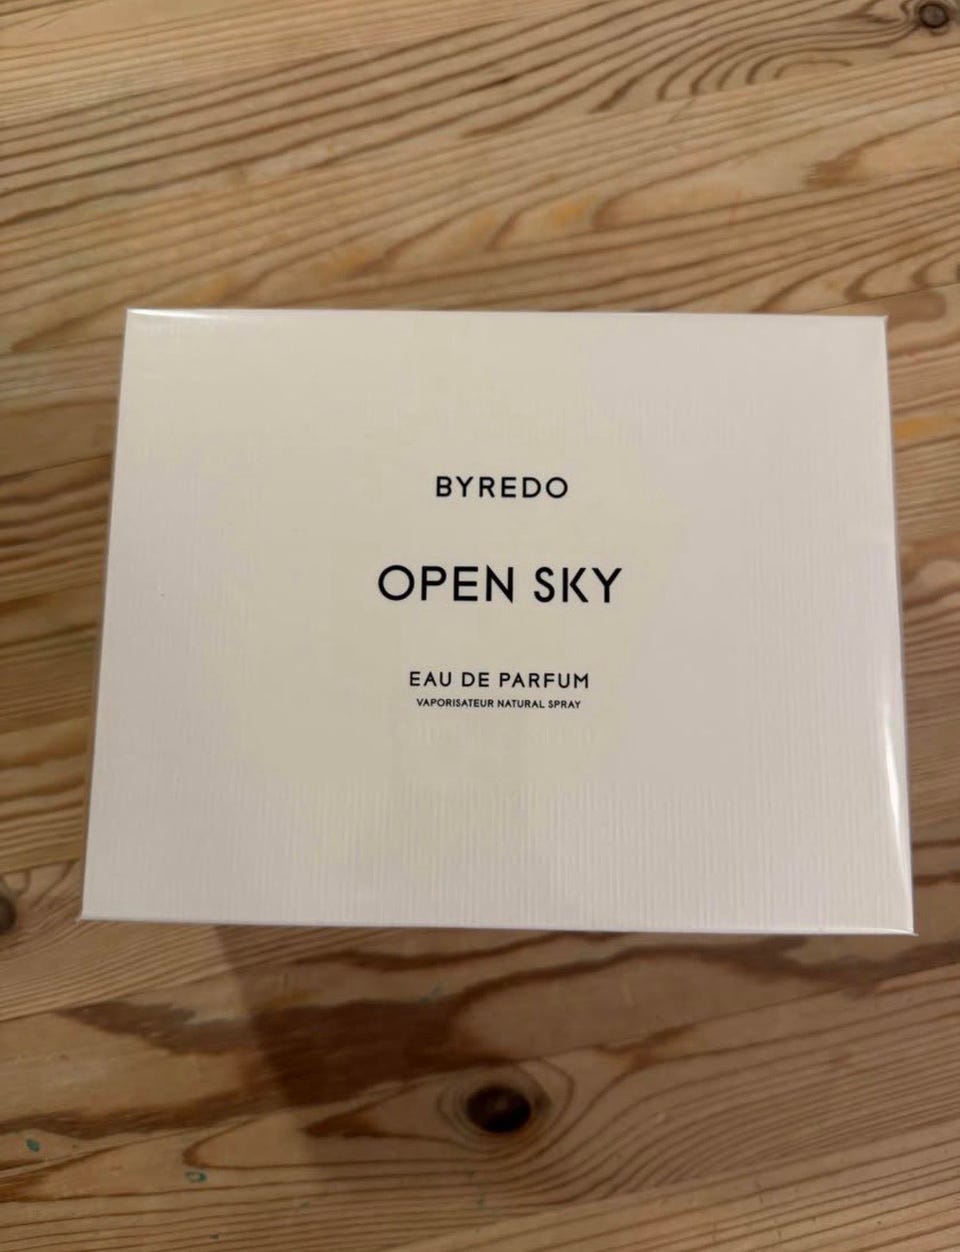 BYREDO
OPEN SKY
EAU DE PARFUM
VAPORISATEUR NATURAL SPRAY